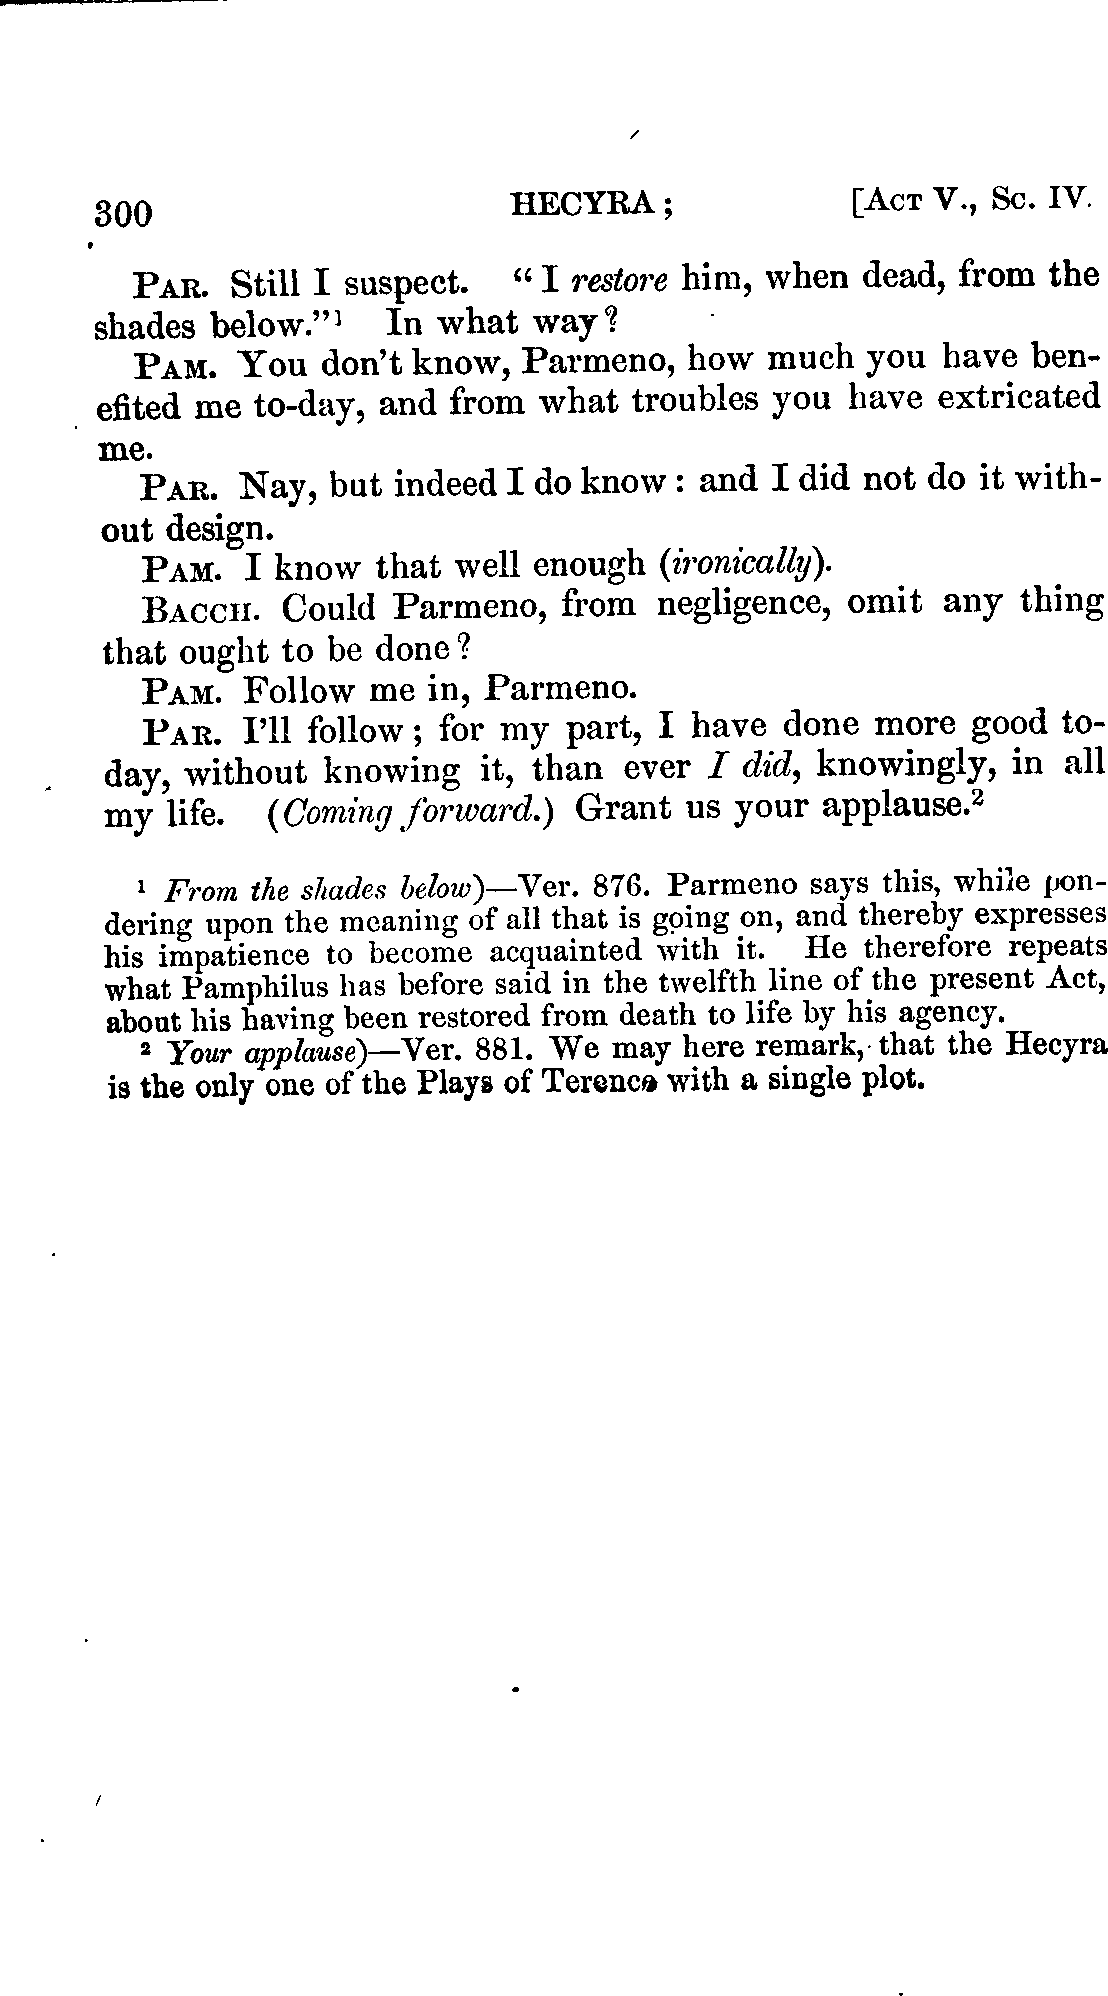 300 HECYRA; [ACT V., Sc. IV.
PAR. Still I suspect. “I restore him, when dead, from the
shades below.”¹ In what way?
PAM. You don't know, Parmeno, how much you have ben-
efited me to-day, and from what troubles you have extricated
me.
PAR. Nay, but indeed I do know: and I did not do it with-
out design.
PAM. I know that well enough (ironically).
BACCH. Could Parmeno, from negligence, omit any thing
that ought to be done?
PAM. Follow me in, Parmeno.
PAR. I'll follow; for my part, I have done more good to-
day, without knowing it, than ever I did, knowingly, in all
my life. (Coming forward.) Grant us your applause.²
¹ From the shades below)—Ver. 876. Parmeno says this, while pon-
dering upon the meaning of all that is going on, and thereby expresses
his impatience to become acquainted with it. He therefore repeats
what Pamphilus has before said in the twelfth line of the present Act,
about his having been restored from death to life by his agency.
² Your applause)—Ver. 881. We may here remark, that the Hecyra
is the only one of the Plays of Terence with a single plot.